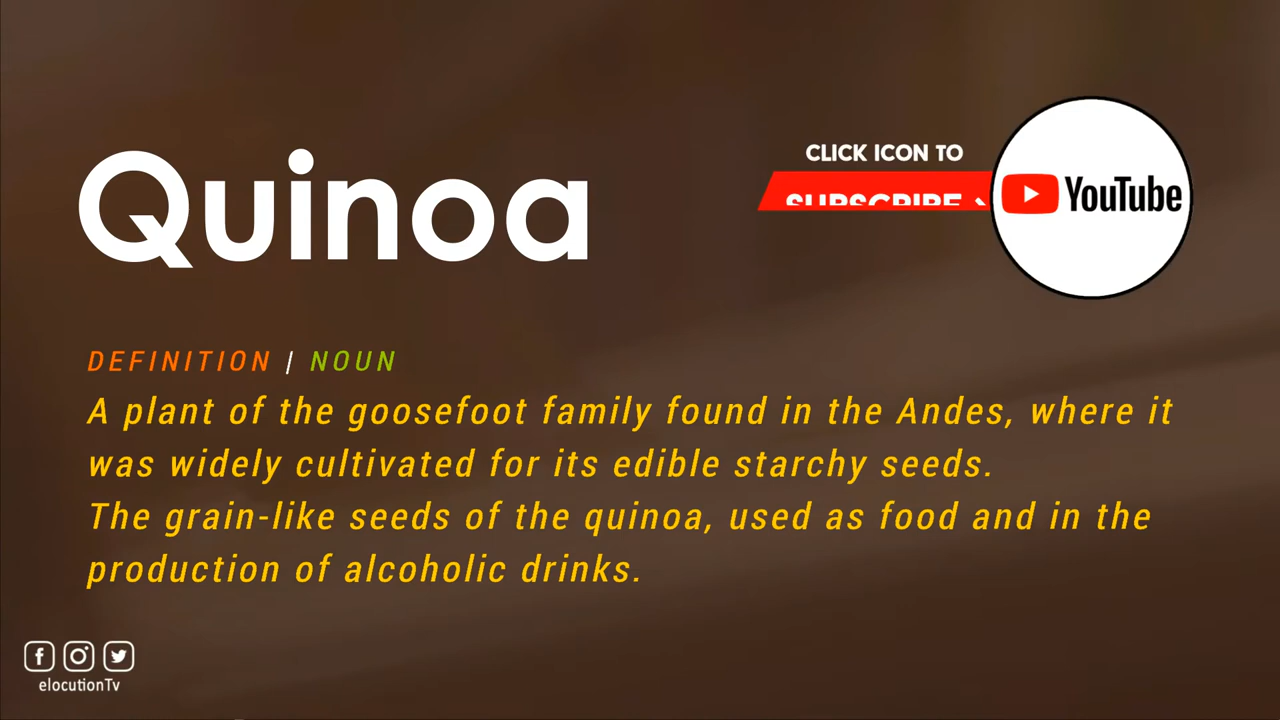 Quinoa
CLICK ICON TO
SUBSCRIBE
YouTube
DEFINITION | NOUN
A plant of the goosefoot family found in the Andes, where it
was widely cultivated for its edible starchy seeds.
The grain-like seeds of the quinoa, used as food and in the
production of alcoholic drinks.
elocutionTv